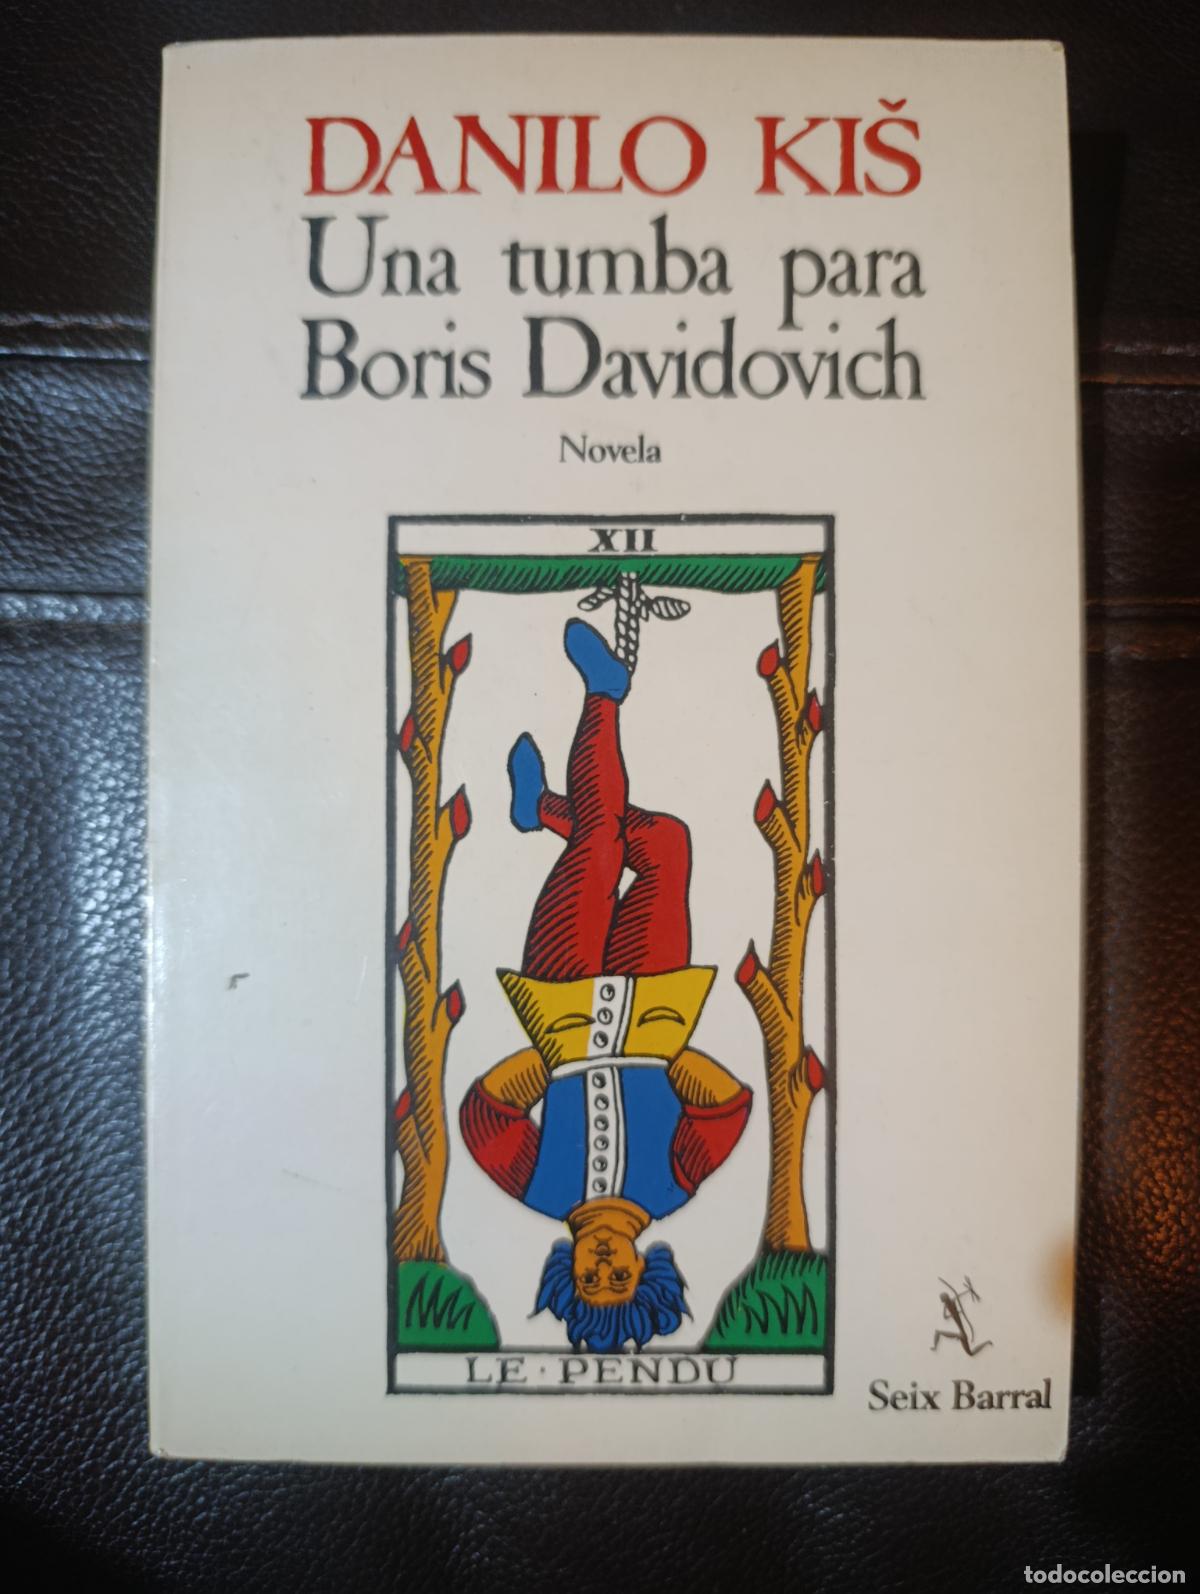 DANILO KIŠ
Una tumba para
Boris Davidovich
Novela
XII
LE · PENDU
Seix Barral
todocoleccion